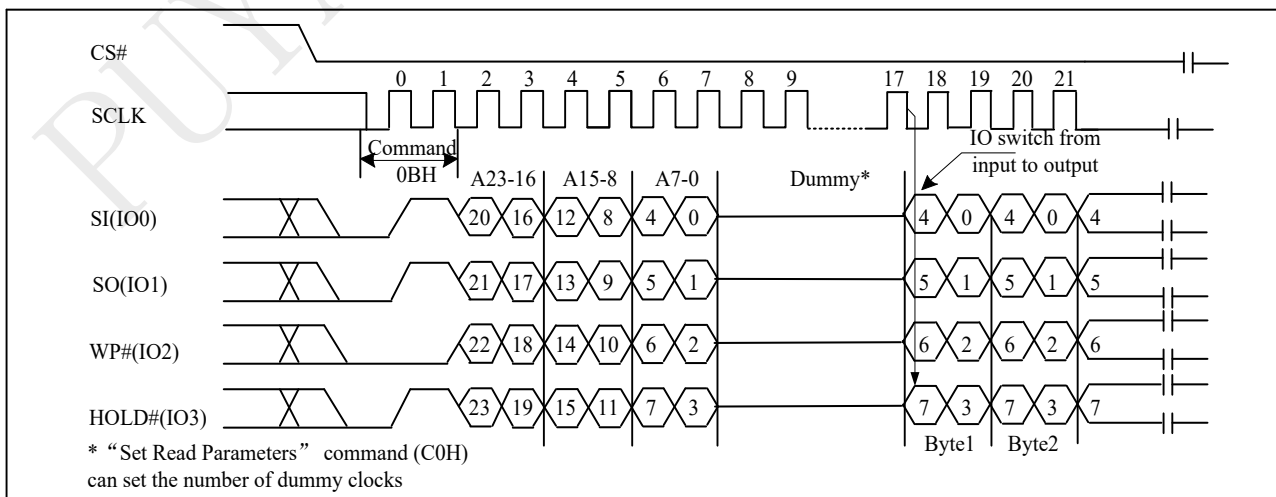 PUYA
CS#
0 1 2 3 4 5 6 7 8 9 17 18 19 20 21
SCLK
Command
0BH
IO switch from
input to output
A23-16 A15-8 A7-0 Dummy*
SI(IO0) 20 16 12 8 4 0 4 0 4 0 4
SO(IO1) 21 17 13 9 5 1 5 1 5 1 5
WP#(IO2) 22 18 14 10 6 2 6 2 6 2 6
HOLD#(IO3) 23 19 15 11 7 3 7 3 7 3 7
Byte1 Byte2
* “Set Read Parameters” command (C0H)
can set the number of dummy clocks